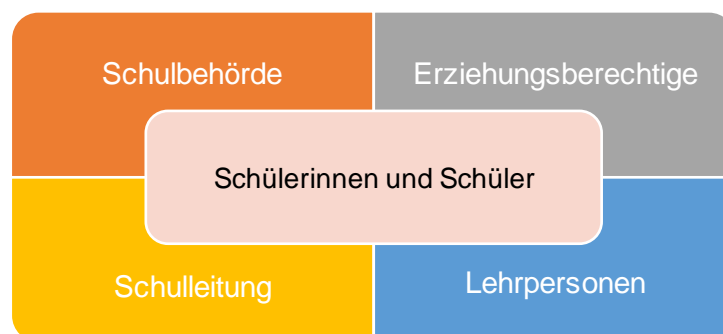 Schulbehörde
Erziehungsberechtige
Schülerinnen und Schüler
Schulleitung
Lehrpersonen